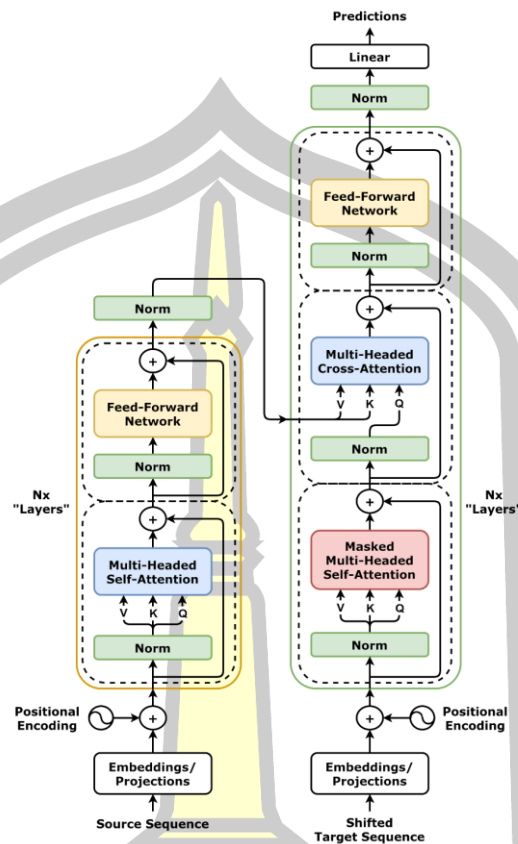 Predictions
Linear
Norm
+
Feed-Forward
Network
Norm
+
Multi-Headed
Cross-Attention
V K Q
Norm
+
Masked
Multi-Headed
Self-Attention
V K Q
Norm
Nx
"Layers"
+
Positional
Encoding
Embeddings/
Projections
Shifted
Target Sequence
Norm
+
Feed-Forward
Network
Norm
+
Multi-Headed
Self-Attention
V K Q
Norm
Nx
"Layers"
+
Positional
Encoding
Embeddings/
Projections
Source Sequence